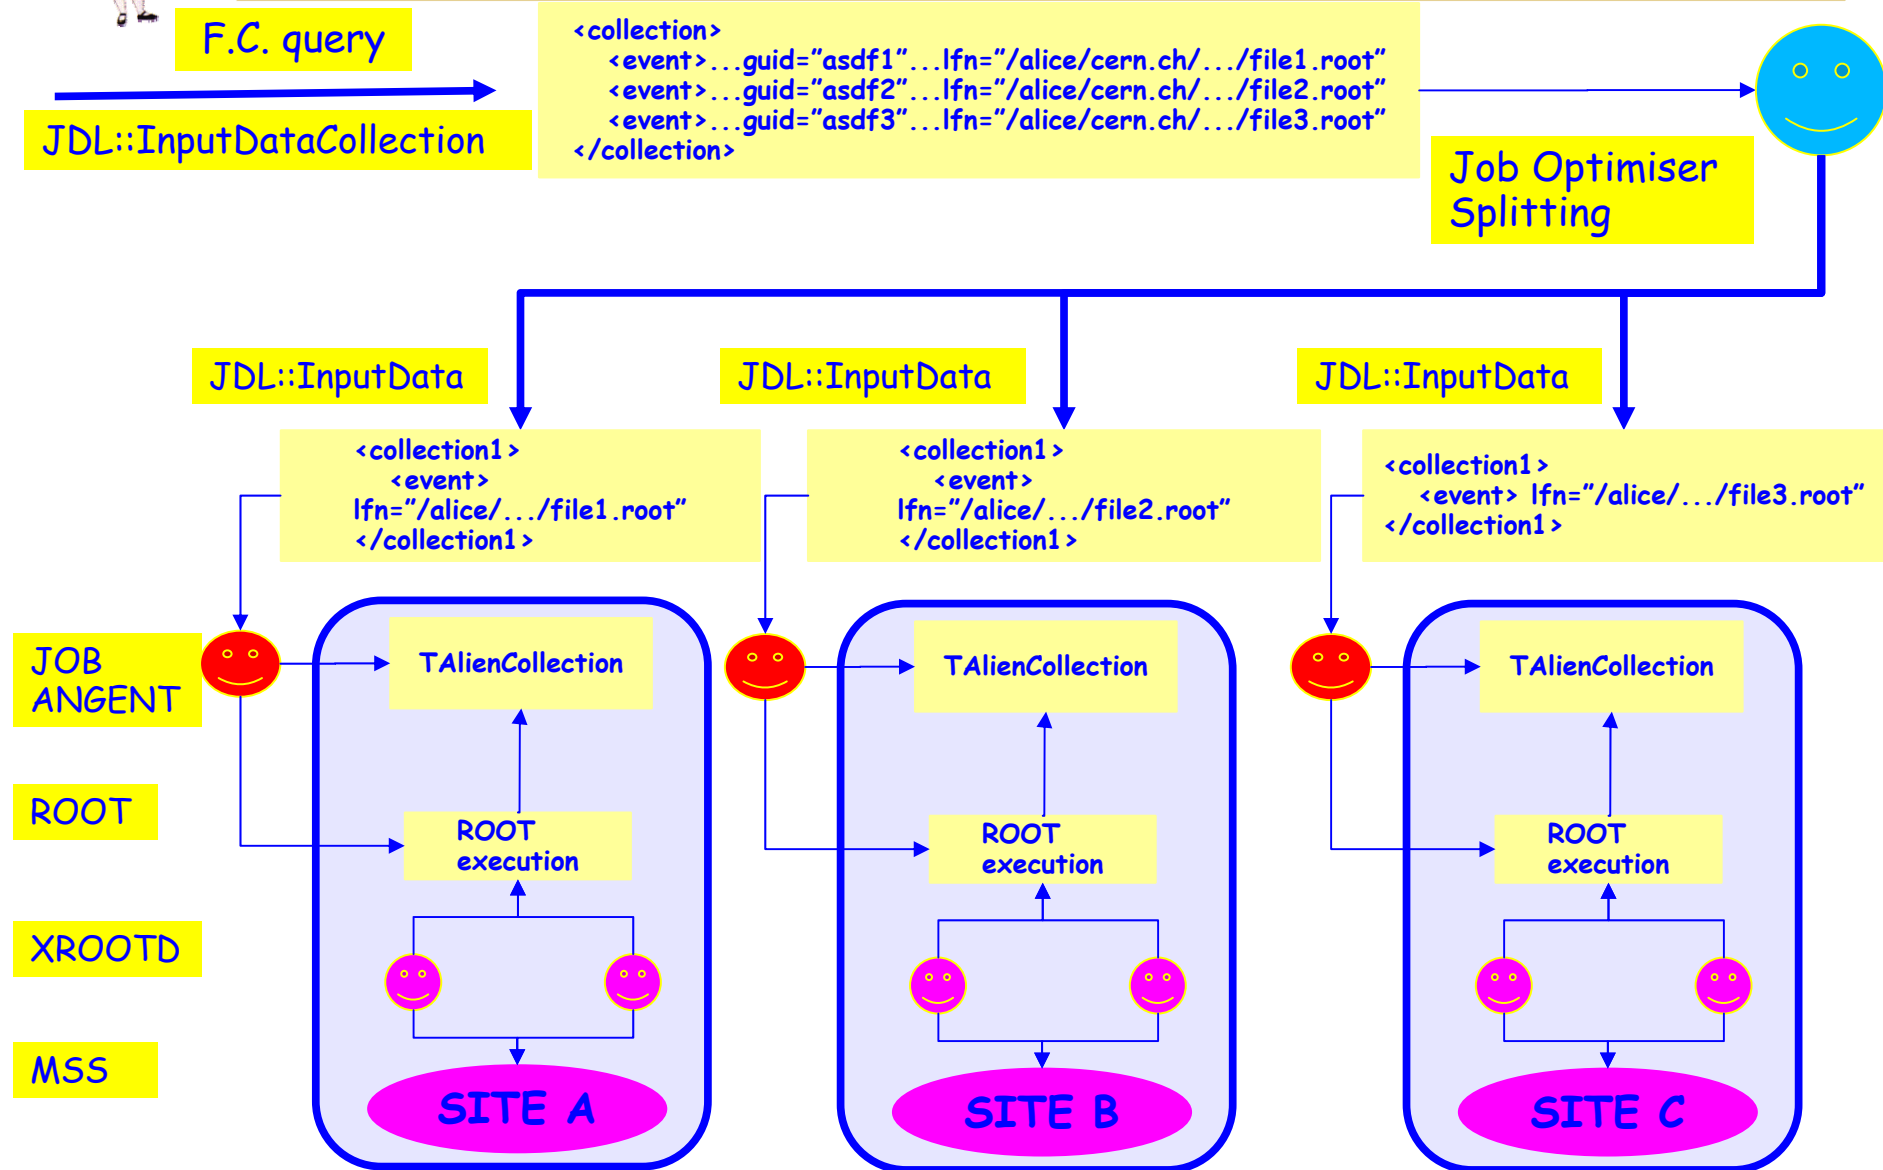 F.C. query
JDL::InputDataCollection
<collection>
<event>...guid="asdf1"...lfn="/alice/cern.ch/.../file1.root"
<event>...guid="asdf2"...lfn="/alice/cern.ch/.../file2.root"
<event>...guid="asdf3"...lfn="/alice/cern.ch/.../file3.root"
</collection>
Job Optimiser
Splitting
JDL::InputData
JDL::InputData
JDL::InputData
<collection1>
<event>
lfn="/alice/.../file1.root"
</collection1>
<collection1>
<event>
lfn="/alice/.../file2.root"
</collection1>
<collection1>
<event> lfn="/alice/.../file3.root"
</collection1>
JOB
ANGENT
TAlienCollection
TAlienCollection
TAlienCollection
ROOT
ROOT
execution
ROOT
execution
ROOT
execution
XROOTD
MSS
SITE A
SITE B
SITE C